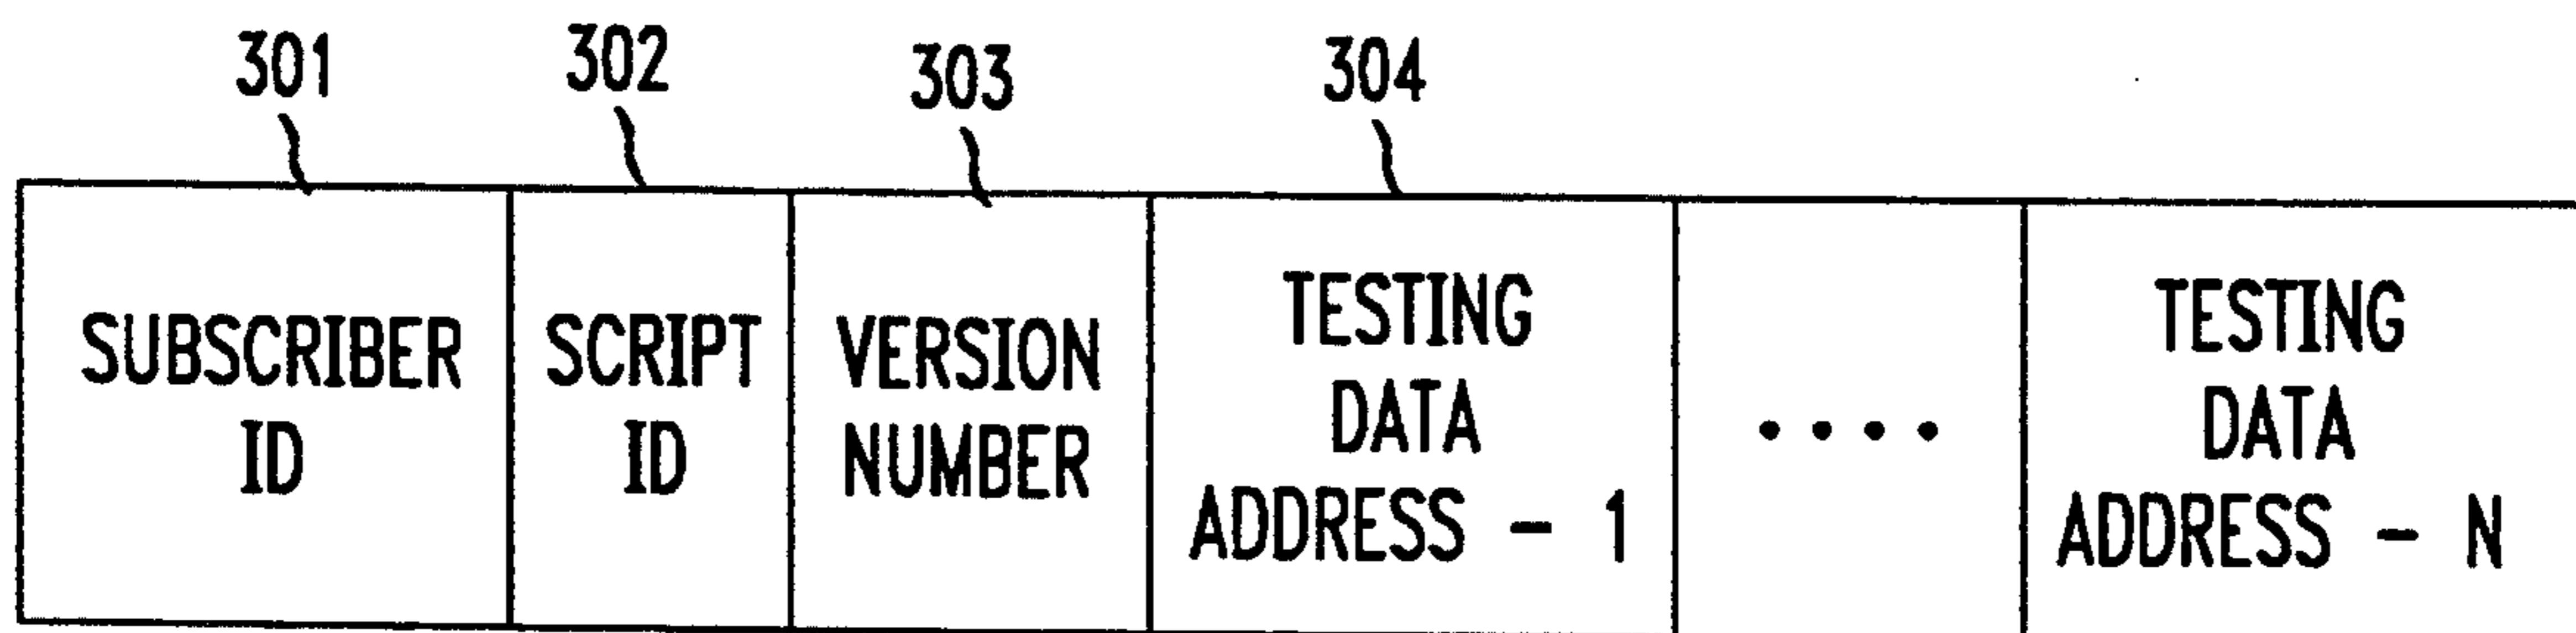 301 302 303 304
SUBSCRIBER
ID
SCRIPT
ID
VERSION
NUMBER
TESTING
DATA
ADDRESS - 1
....
TESTING
DATA
ADDRESS - N